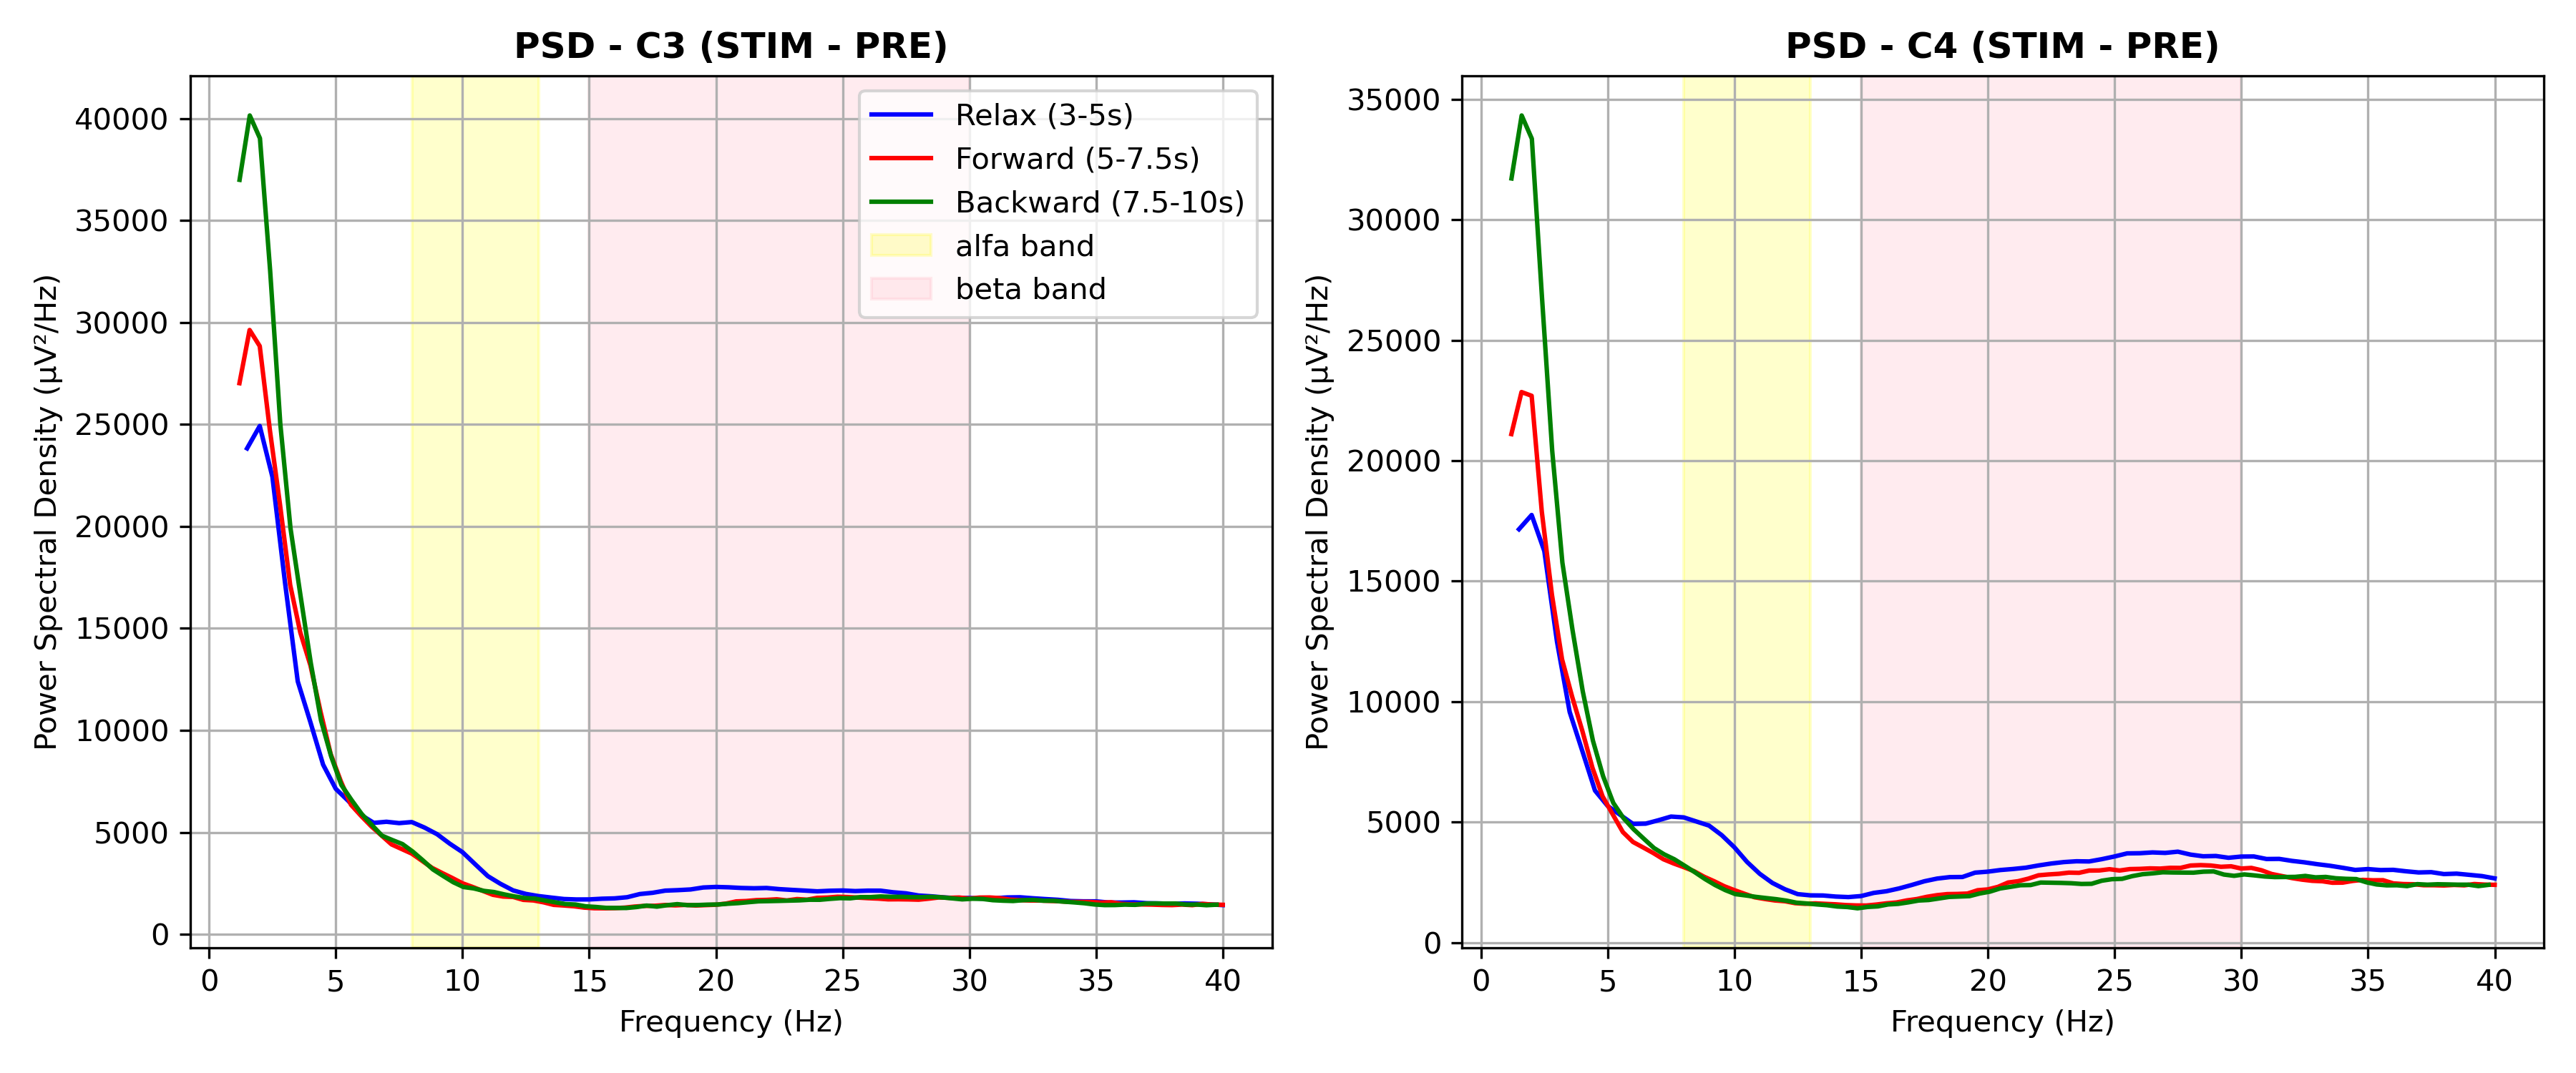 PSD - C3 (STIM - PRE)
Power Spectral Density (µV²/Hz)
40000
35000
30000
25000
20000
15000
10000
5000
0
Relax (3-5s)
Forward (5-7.5s)
Backward (7.5-10s)
alfa band
beta band
0 5 10 15 20 25 30 35 40
Frequency (Hz)
PSD - C4 (STIM - PRE)
Power Spectral Density (µV²/Hz)
35000
30000
25000
20000
15000
10000
5000
0
0 5 10 15 20 25 30 35 40
Frequency (Hz)